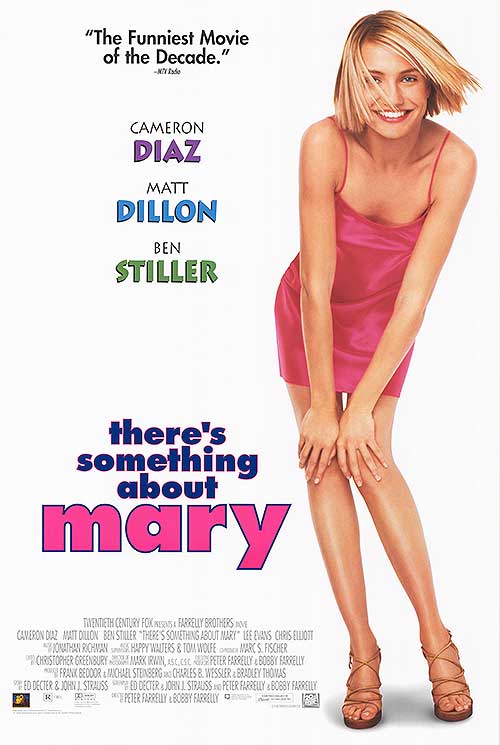 "The Funniest Movie
of the Decade."
—MTV Radio
CAMERON
DIAZ
MATT
DILLON
BEN
STILLER
there's
something
about
mary
TWENTIETH CENTURY FOX PRESENTS A FARRELLY BROTHERS MOVIE
CAMERON DIAZ MATT DILLON BEN STILLER "THERE'S SOMETHING ABOUT MARY" LEE EVANS CHRIS ELLIOTT
MUSIC BY JONATHAN RICHMAN MUSIC SUPERVISORS HAPPY WALTERS & TOM WOLFE CO-PRODUCER MARC S. FISCHER
EDITED BY CHRISTOPHER GREENBURY DIRECTOR OF PHOTOGRAPHY MARK IRWIN, A.S.C., C.S.C. PRODUCERS PETER FARRELLY & BOBBY FARRELLY
BY FRANK BEDDOR & MICHAEL STEINBERG AND CHARLES B. WESSLER & BRADLEY THOMAS
STORY BY ED DECTER & JOHN J. STRAUSS SCREENPLAY BY ED DECTER & JOHN J. STRAUSS AND PETER FARRELLY & BOBBY FARRELLY
DIRECTED BY PETER FARRELLY & BOBBY FARRELLY
R